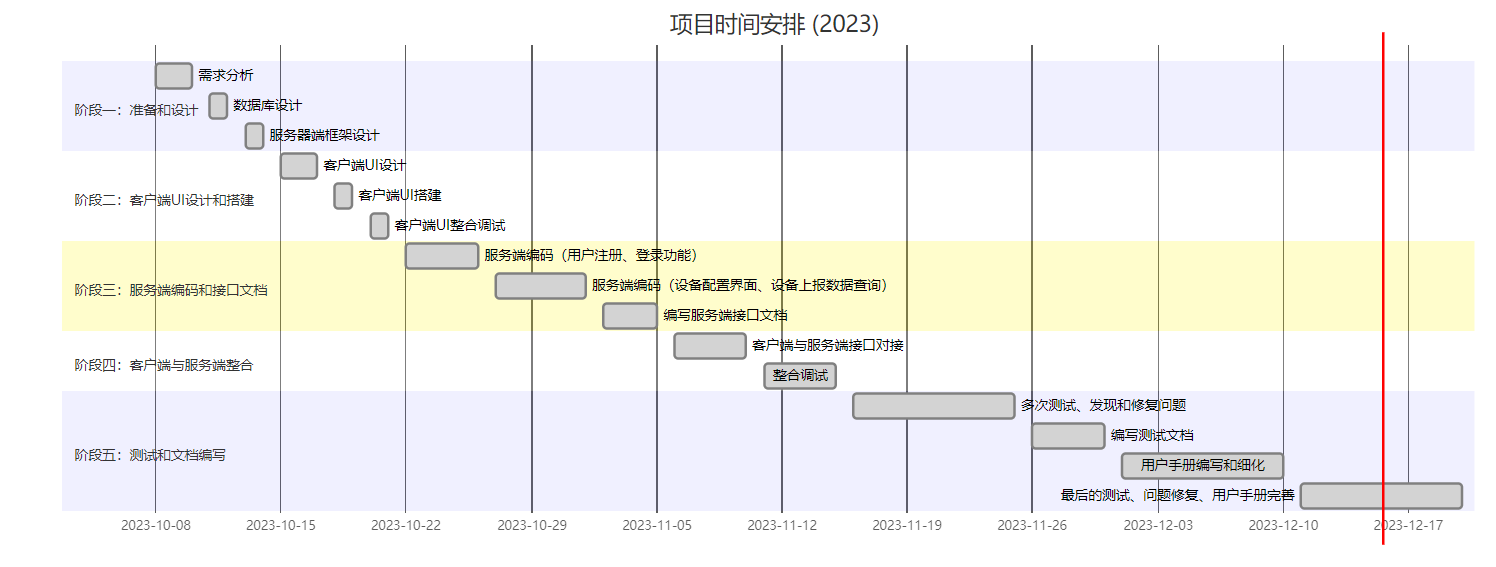 项目时间安排 (2023)
需求分析
数据库设计
阶段一：准备和设计
服务器端框架设计
客户端UI设计
客户端UI搭建
阶段二：客户端UI设计和搭建
客户端UI整合调试
服务端编码（用户注册、登录功能）
服务端编码（设备配置界面、设备上报数据查询）
阶段三：服务端编码和接口文档
编写服务端接口文档
客户端与服务端接口对接
阶段四：客户端与服务端整合
整合调试
多次测试、发现和修复问题
编写测试文档
阶段五：测试和文档编写
用户手册编写和细化
最后的测试、问题修复、用户手册完善
2023-10-08 2023-10-15 2023-10-22 2023-10-29 2023-11-05 2023-11-12 2023-11-19 2023-11-26 2023-12-03 2023-12-10 2023-12-17